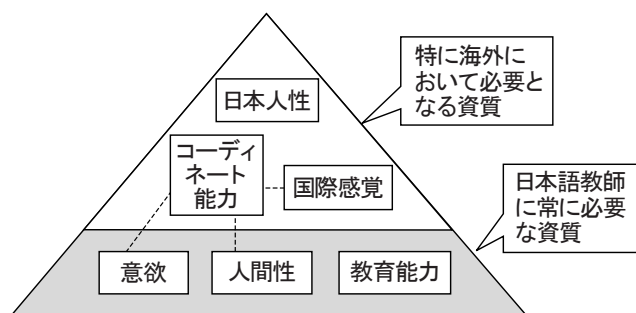 特に海外に
おいて必要と
なる資質
日本人性
コーディ
ネート
能力
国際感覚
日本語教師
に常に必要
な資質
意欲
人間性
教育能力